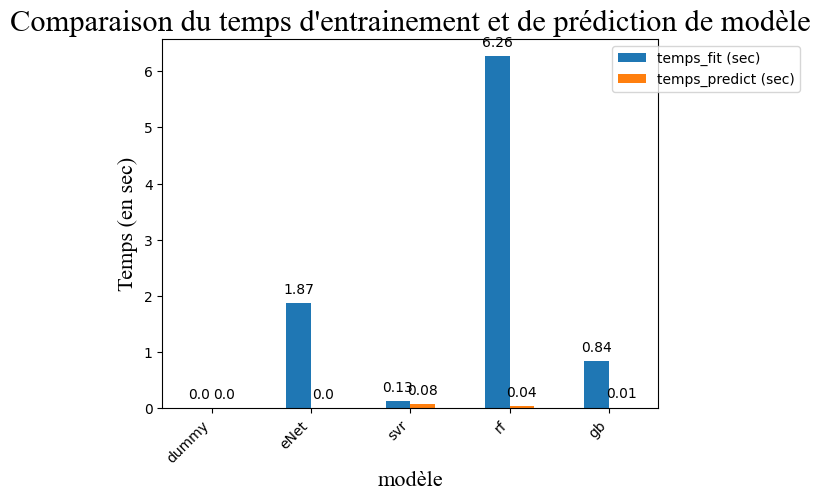 Comparaison du temps d'entrainement et de prédiction de modèle
temps_fit (sec)
temps_predict (sec)
Temps (en sec)
6
5
4
3
2
1
0
0.0 0.0
1.87 0.0
0.13 0.08
6.26 0.04
0.84 0.01
dummy
eNet
svr
rf
gb
modèle